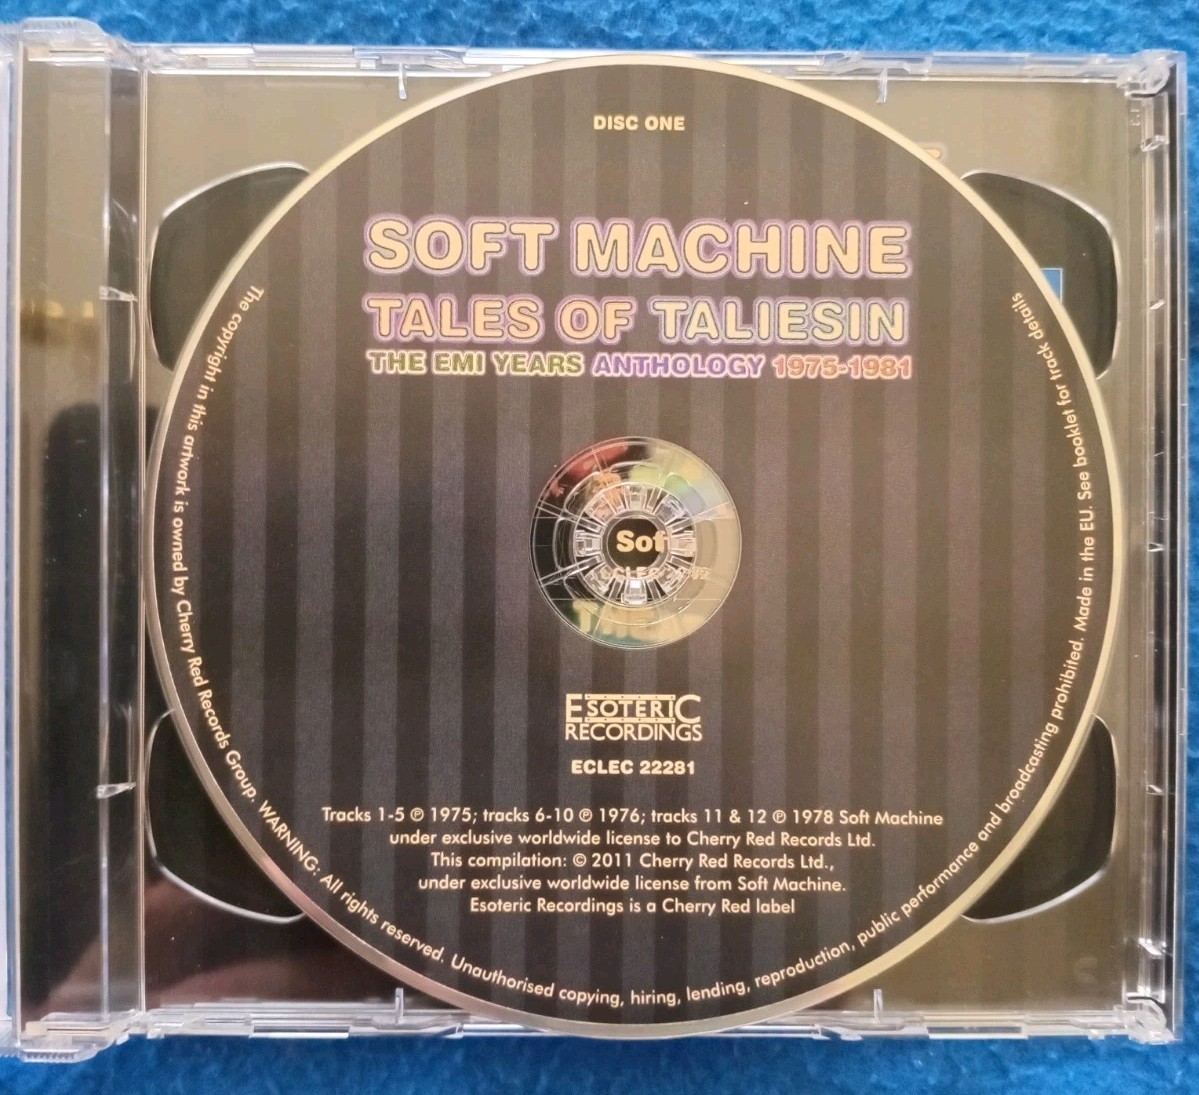 DISC ONE
SOFT MACHINE
TALES OF TALIESIN
THE EMI YEARS ANTHOLOGY 1975-1981
Sof
ESOTERIC
RECORDINGS
ECLEC 22281
Tracks 1-5 ℗ 1975; tracks 6-10 ℗ 1976; tracks 11 & 12 ℗ 1978 Soft Machine
under exclusive worldwide license to Cherry Red Records Ltd.
This compilation: © 2011 Cherry Red Records Ltd.,
under exclusive worldwide license from Soft Machine.
Esoteric Recordings is a Cherry Red label
The copyright in this artwork is owned by Cherry Red Records Group. WARNING: All rights reserved. Unauthorised copying, hiring, lending, reproduction, public performance and broadcasting prohibited. Made in the EU. See booklet for track details